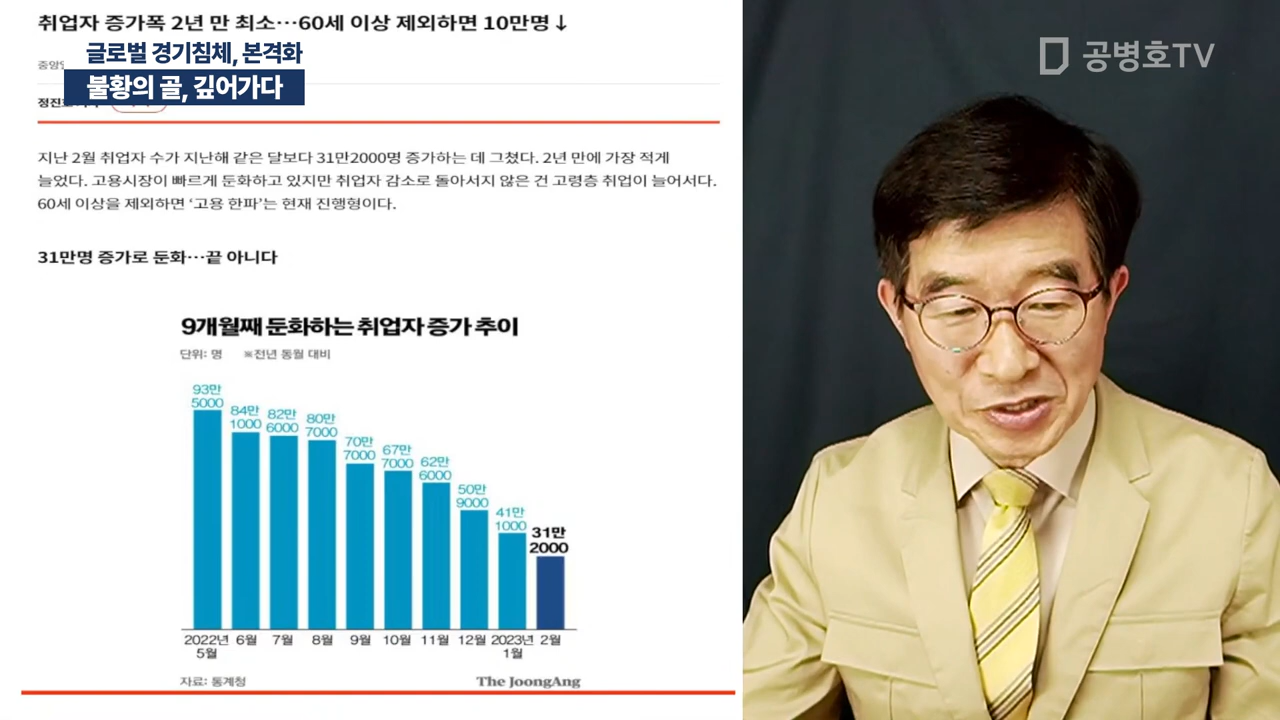 취업자 증가폭 2년 만 최소…60세 이상 제외하면 10만명↓
글로벌 경기침체, 본격화
불황의 골, 깊어가다
공병호TV
지난 2월 취업자 수가 지난해 같은 달보다 31만2000명 증가하는 데 그쳤다. 2년 만에 가장 적게
늘었다. 고용시장이 빠르게 둔화하고 있지만 취업자 감소로 돌아서지 않은 건 고령층 취업이 늘어서다.
60세 이상을 제외하면 ‘고용 한파’는 현재 진행형이다.
31만명 증가로 둔화…끝 아니다
9개월째 둔화하는 취업자 증가 추이
단위: 명 ※전년 동월 대비
93만
5000
84만
1000
82만
6000
80만
7000
70만
7000
67만
7000
62만
6000
50만
9000
41만
1000
31만
2000
2022년 6월 7월 8월 9월 10월 11월 12월 2023년 2월
5월 1월
자료: 통계청 The JoongAng